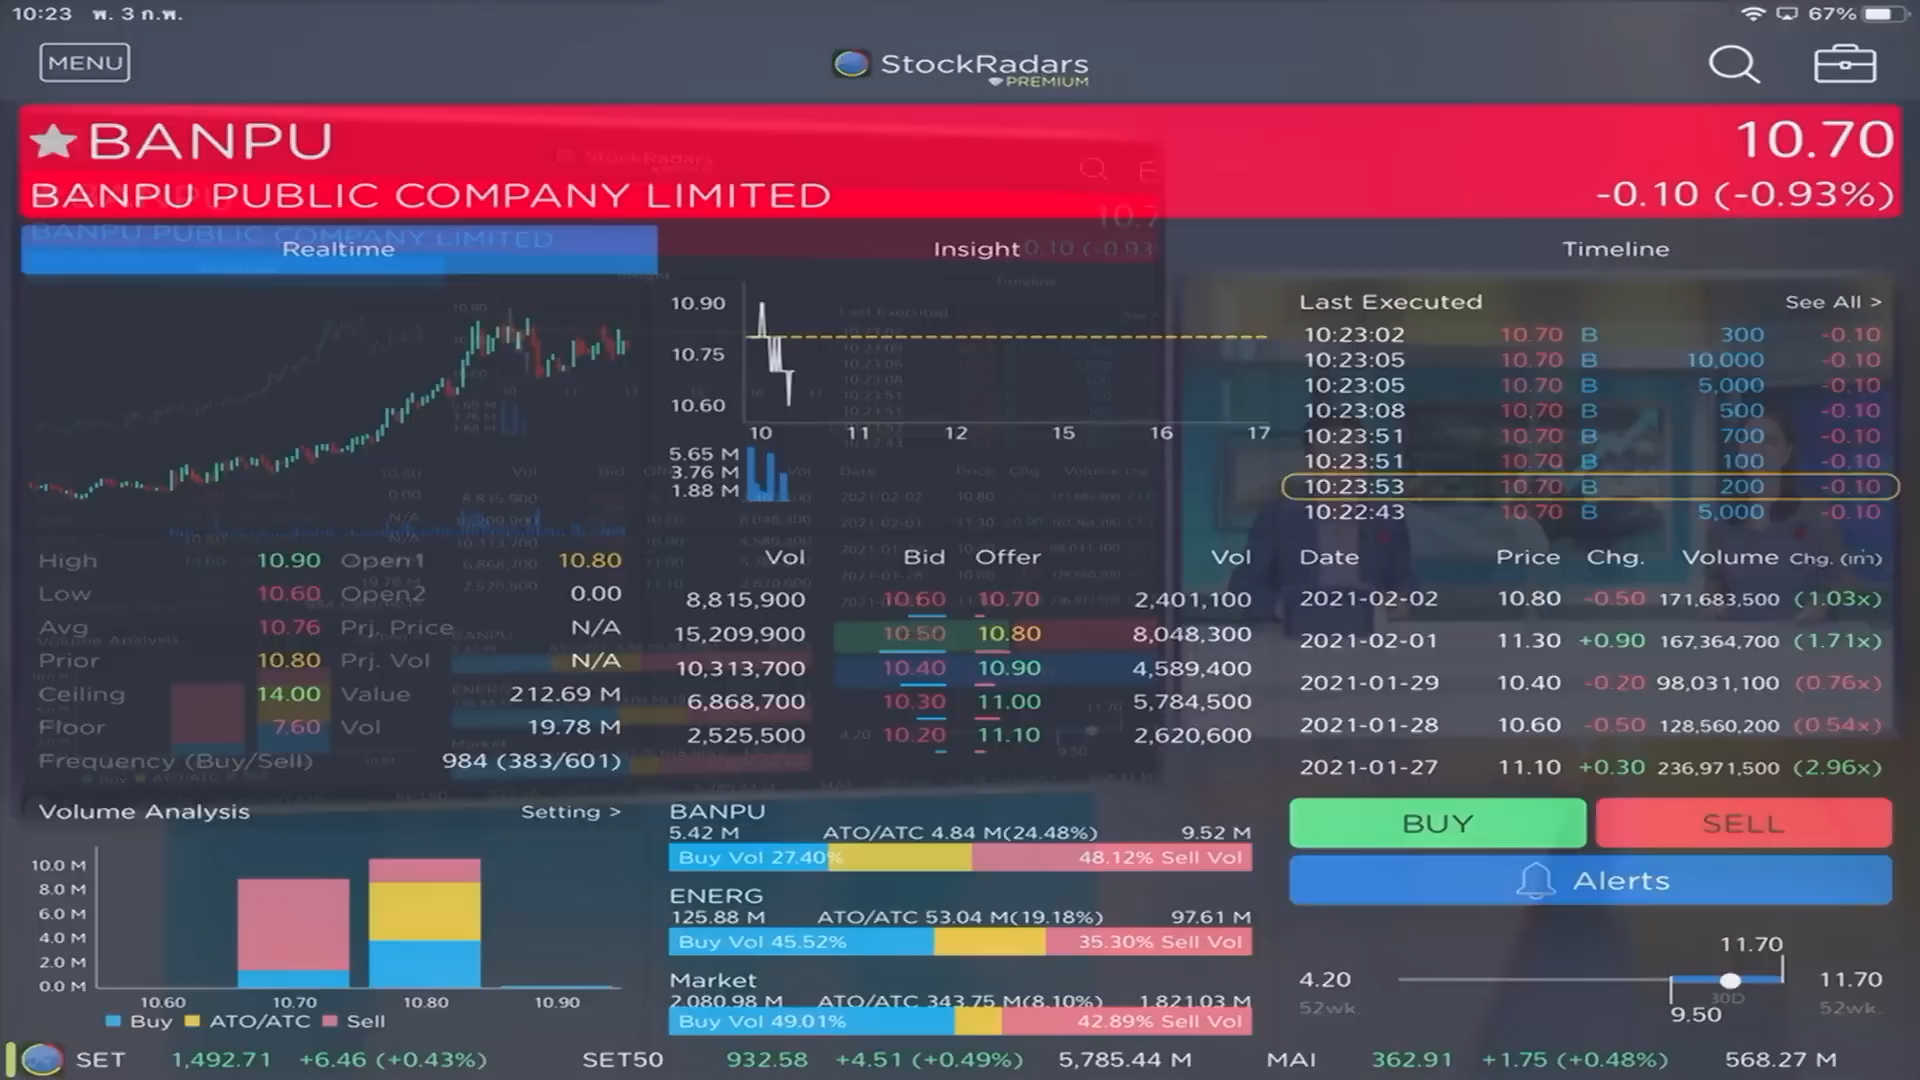 10:23 พ. 3 ก.พ. 67%
MENU StockRadars
PREMIUM
BANPU 10.70
BANPU PUBLIC COMPANY LIMITED -0.10 (-0.93%)
Realtime Insight Timeline
10.90
10.75
10.60
10 11 12 15 16 17
5.65 M
3.76 M
1.88 M
Last Executed See All >
10:23:02 10.70 B 300 -0.10
10:23:05 10.70 B 10,000 -0.10
10:23:05 10.70 B 5,000 -0.10
10:23:08 10.70 B 500 -0.10
10:23:51 10.70 B 700 -0.10
10:23:51 10.70 B 100 -0.10
10:23:53 10.70 B 200 -0.10
10:22:43 10.70 B 5,000 -0.10
High 10.90 Open1 10.80
Low 10.60 Open2 0.00
Avg 10.76 Prj. Price N/A
Prior 10.80 Prj. Vol N/A
Ceiling 14.00 Value 212.69 M
Floor 7.60 Vol 19.78 M
Frequency (Buy/Sell) 984 (383/601)
Vol Bid Offer Vol
8,815,900 10.60 10.70 2,401,100
15,209,900 10.50 10.80 8,048,300
10,313,700 10.40 10.90 4,589,400
6,868,700 10.30 11.00 5,784,500
2,525,500 10.20 11.10 2,620,600
Date Price Chg. Volume Chg. (เท่า)
2021-02-02 10.80 -0.50 171,683,500 (1.03x)
2021-02-01 11.30 +0.90 167,364,700 (1.71x)
2021-01-29 10.40 -0.20 98,031,100 (0.76x)
2021-01-28 10.60 -0.50 128,560,200 (0.54x)
2021-01-27 11.10 +0.30 236,971,500 (2.96x)
Volume Analysis Setting >
10.0 M
8.0 M
6.0 M
4.0 M
2.0 M
0.0 M
10.60 10.70 10.80 10.90
Buy ATO/ATC Sell
BANPU
5.42 M ATO/ATC 4.84 M(24.48%) 9.52 M
Buy Vol 27.40% 48.12% Sell Vol
ENERG
125.88 M ATO/ATC 53.04 M(19.18%) 97.61 M
Buy Vol 45.52% 35.30% Sell Vol
Market
2,080.98 M ATO/ATC 343.75 M(8.10%) 1,821.03 M
Buy Vol 49.01% 42.89% Sell Vol
BUY SELL
Alerts
11.70
4.20 11.70
52wk. 30D 52wk.
9.50
SET 1,492.71 +6.46 (+0.43%) SET50 932.58 +4.51 (+0.49%) 5,785.44 M MAI 362.91 +1.75 (+0.48%) 568.27 M